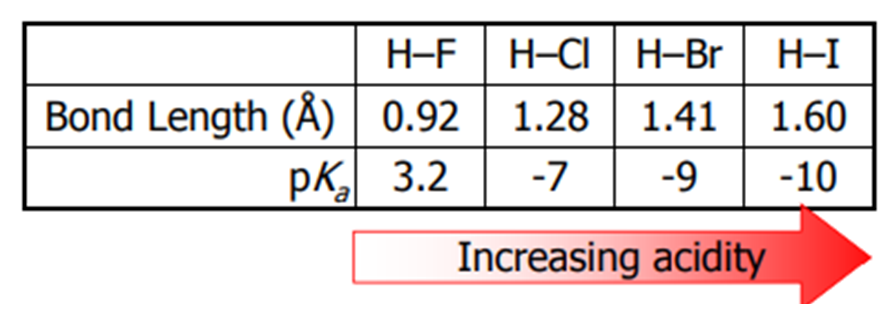 H–F H–Cl H–Br H–I
Bond Length (Å) 0.92 1.28 1.41 1.60
pKa 3.2 -7 -9 -10
Increasing acidity